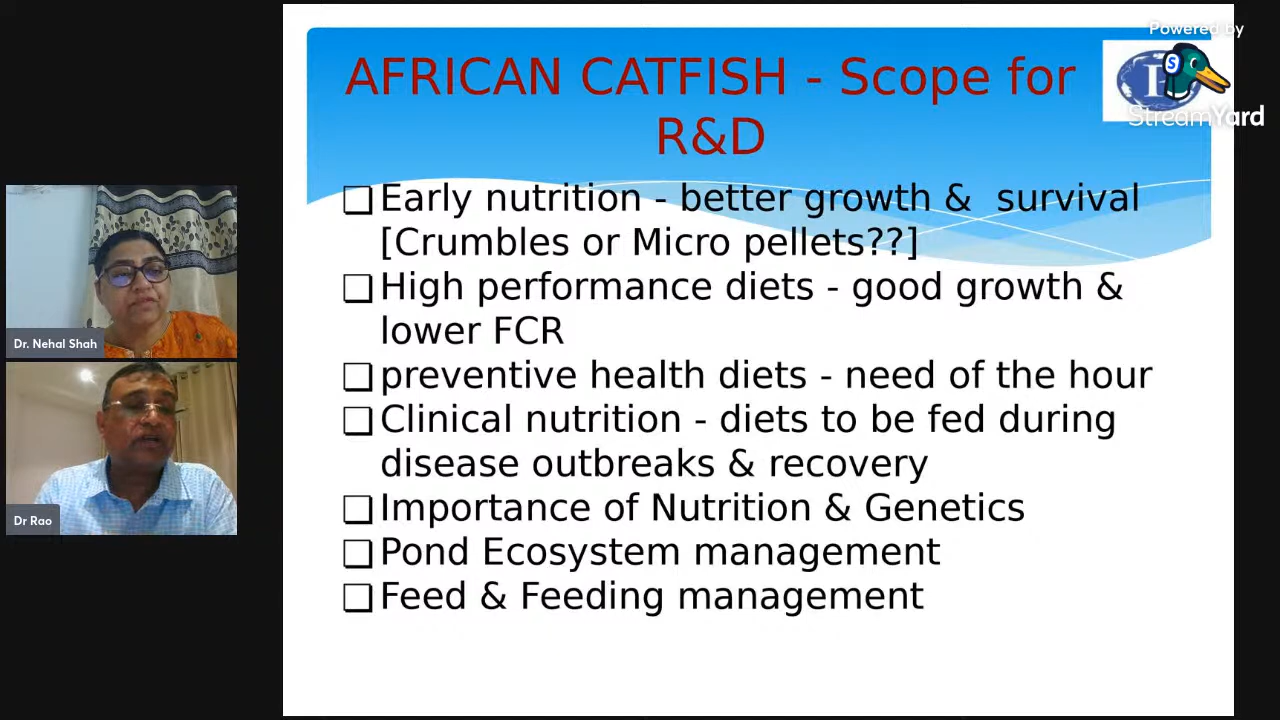 AFRICAN CATFISH - Scope for
R&D
Powered by
StreamYard
❑Early nutrition - better growth &  survival
[Crumbles or Micro pellets??]
❑High performance diets - good growth &
lower FCR
❑preventive health diets - need of the hour
❑Clinical nutrition - diets to be fed during
disease outbreaks & recovery
❑Importance of Nutrition & Genetics
❑Pond Ecosystem management
❑Feed & Feeding management
Dr. Nehal Shah
Dr Rao